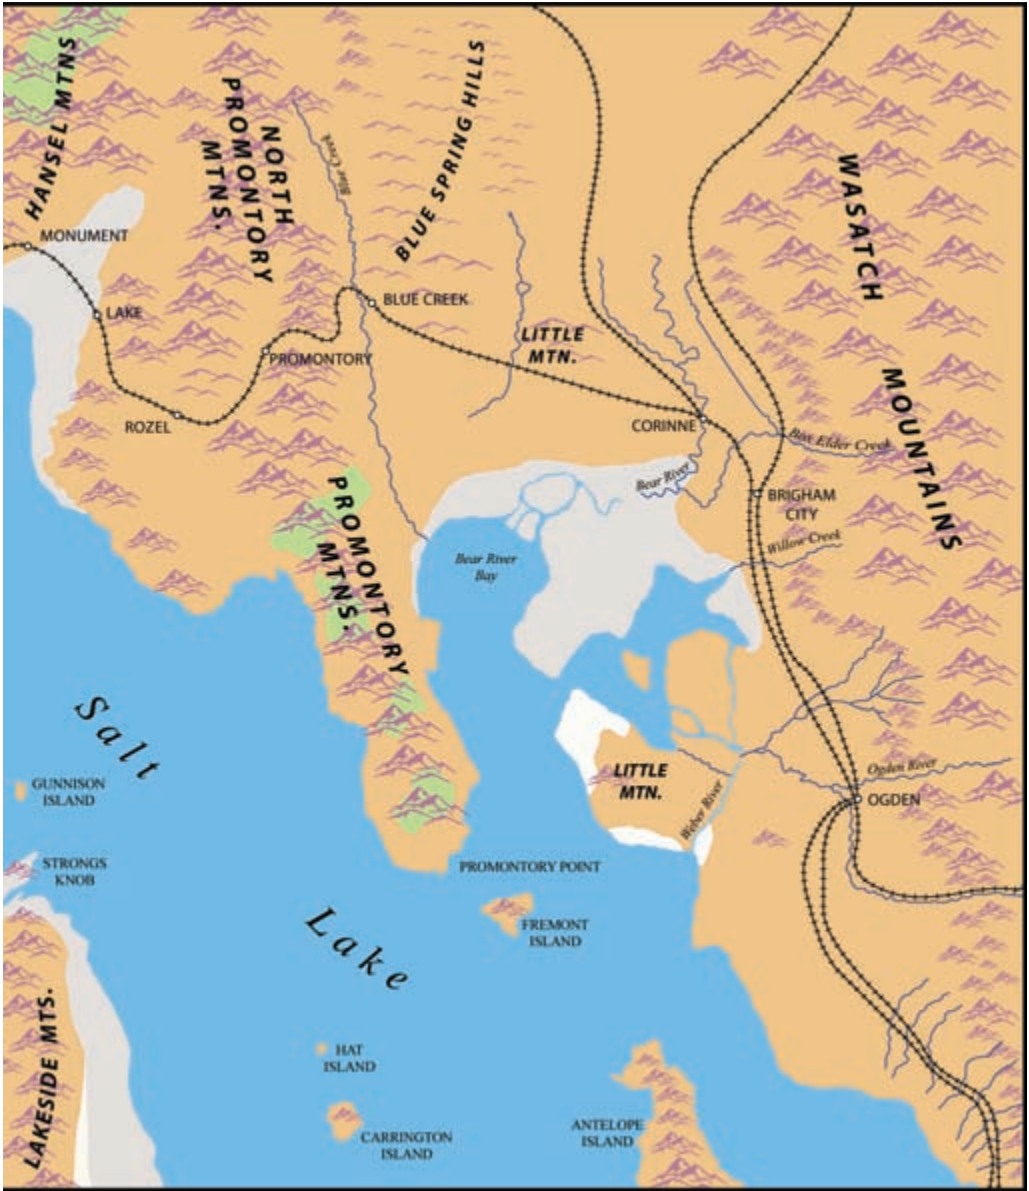 HANSEL MTNS
NORTH
PROMONTORY
MTNS.
Blue Creek
BLUE SPRING HILLS
WASATCH
MOUNTAINS
MONUMENT
LAKE
BLUE CREEK
PROMONTORY
LITTLE
MTN.
ROZEL
CORINNE
Box Elder Creek
Bear River
BRIGHAM
CITY
Willow Creek
PROMONTORY
MTNS.
Bear River
Bay
Salt
Lake
GUNNISON
ISLAND
LITTLE
MTN.
Weber River
Ogden River
OGDEN
STRONGS
KNOB
PROMONTORY POINT
FREMONT
ISLAND
LAKESIDE MTS.
HAT
ISLAND
CARRINGTON
ISLAND
ANTELOPE
ISLAND